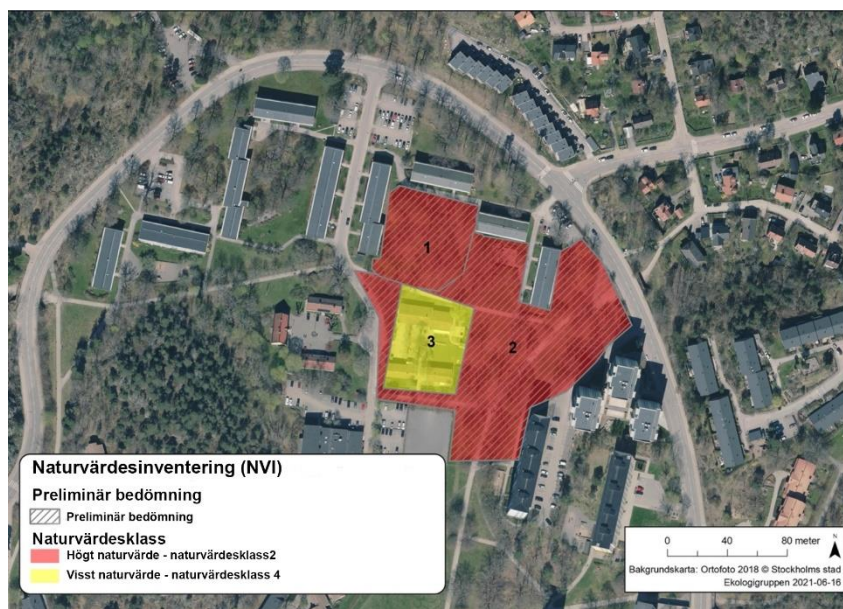 1
2
3
Naturvärdesinventering (NVI)
Preliminär bedömning
Preliminär bedömning
Naturvärdesklass
Högt naturvärde - naturvärdesklass2
Visst naturvärde - naturvärdesklass 4
0 40 80 meter
N
Bakgrundskarta: Ortofoto 2018 © Stockholms stad
Ekologigruppen 2021-06-16